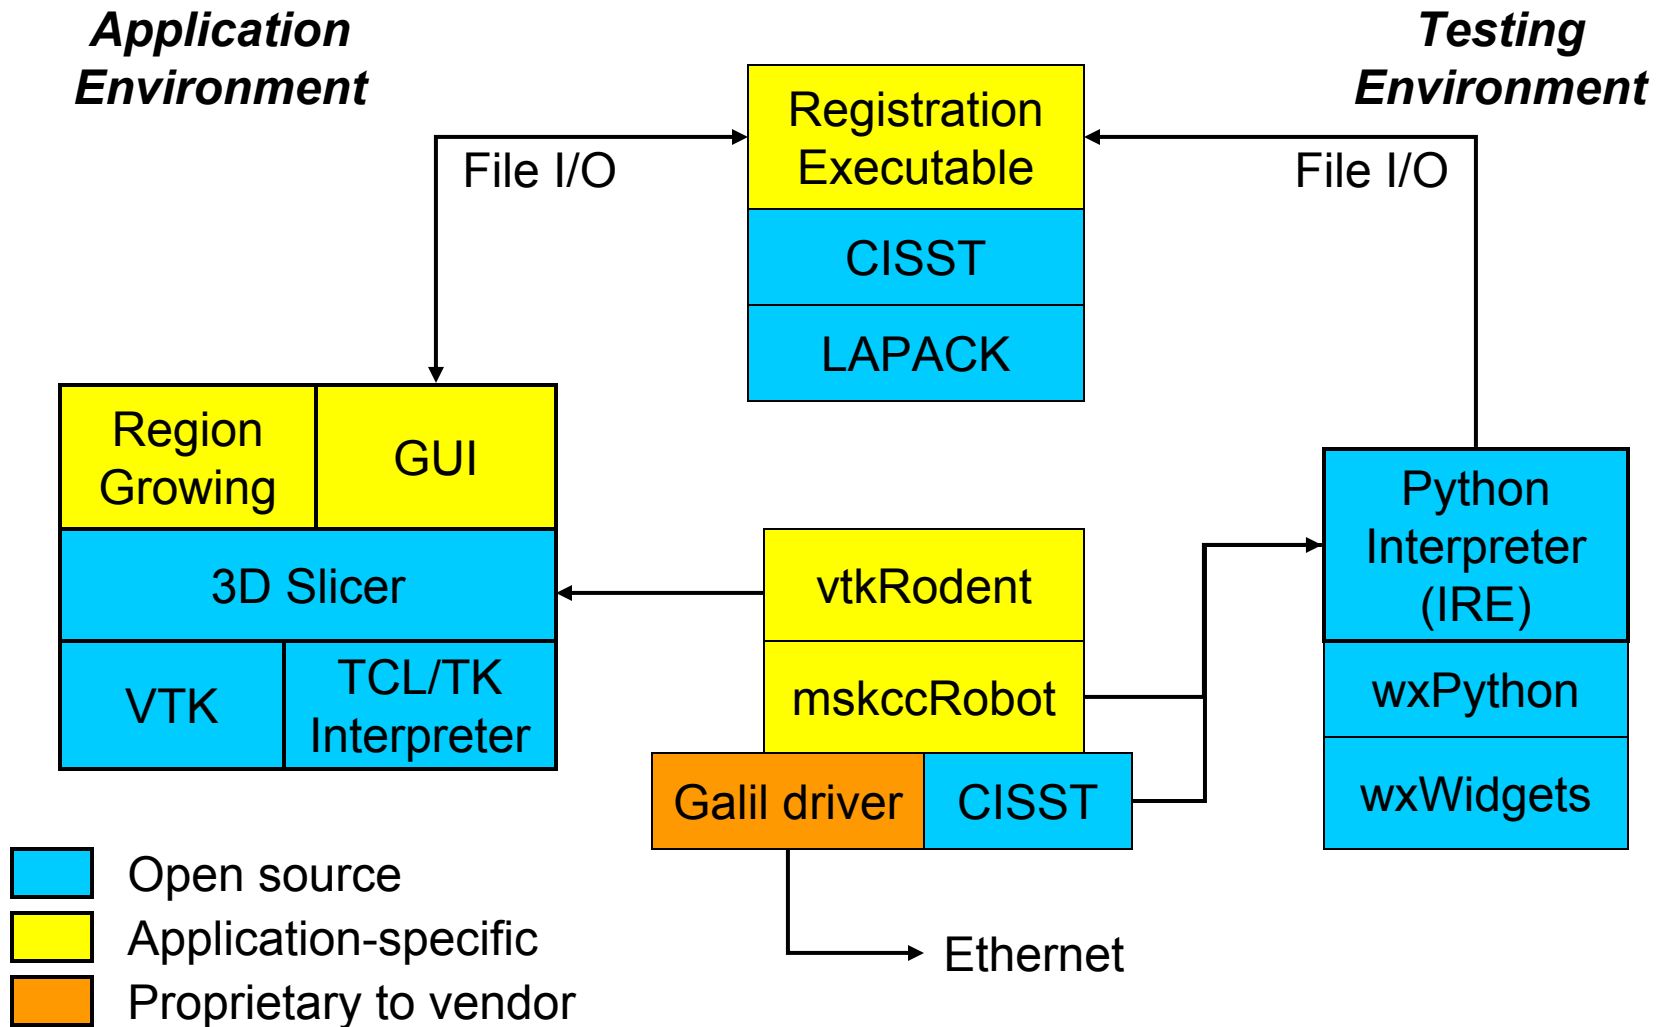 Application
Environment
Testing
Environment
Registration
Executable
File I/O
File I/O
CISST
LAPACK
Region
Growing
GUI
3D Slicer
VTK
TCL/TK
Interpreter
vtkRodent
mskccRobot
Galil driver
CISST
Python
Interpreter
(IRE)
wxPython
wxWidgets
Ethernet
Open source
Application-specific
Proprietary to vendor